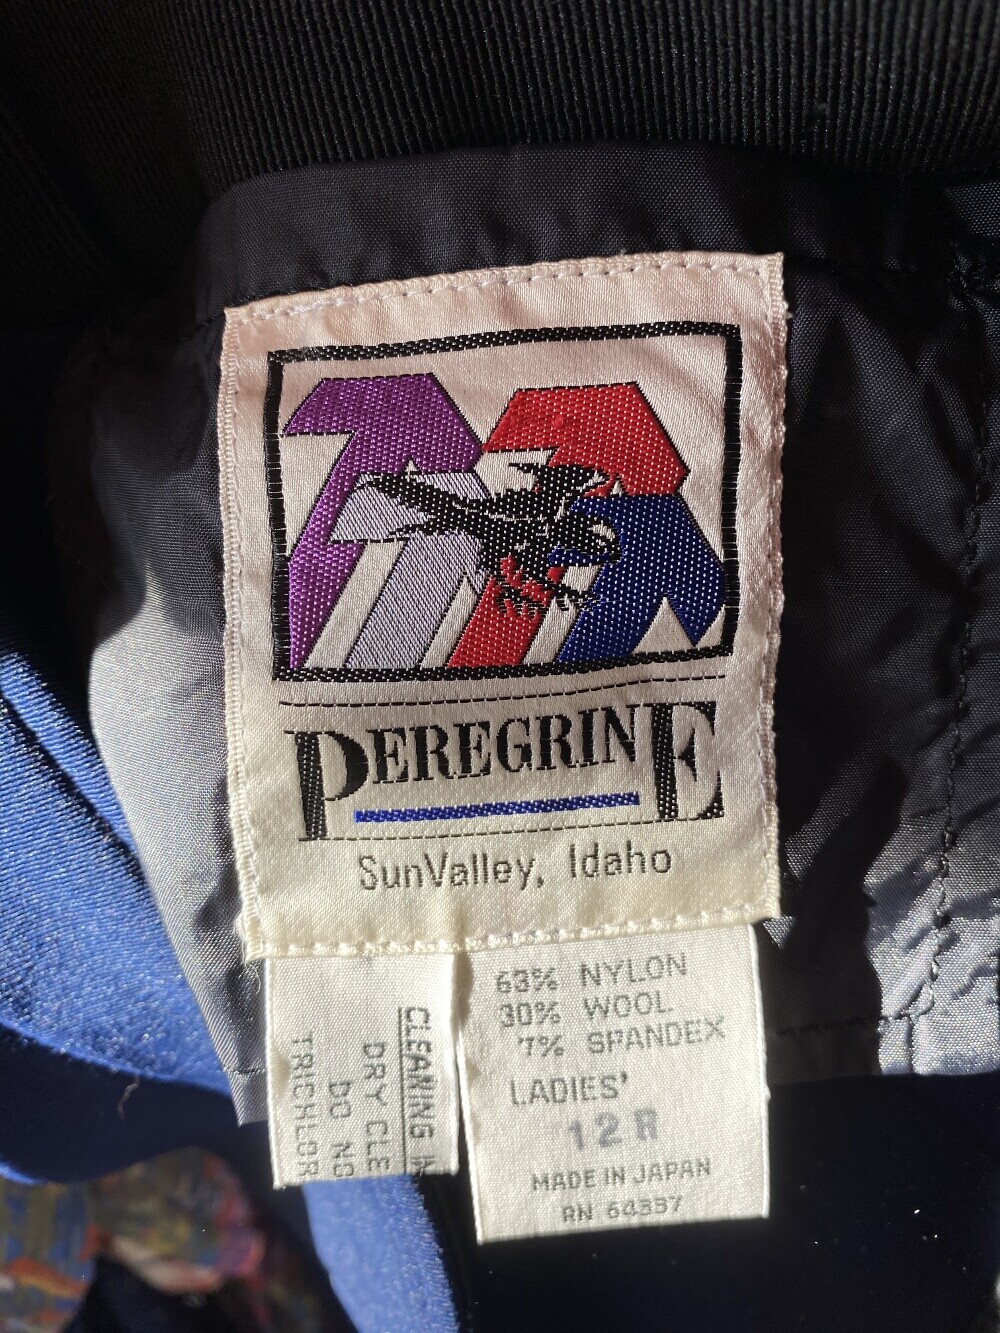 PEREGRINE
SunValley, Idaho
63% NYLON
30% WOOL
7% SPANDEX
LADIES'
12R
MADE IN JAPAN
RN 64337
CLEANING
DRY CLE
DO NO
TRICHLOR